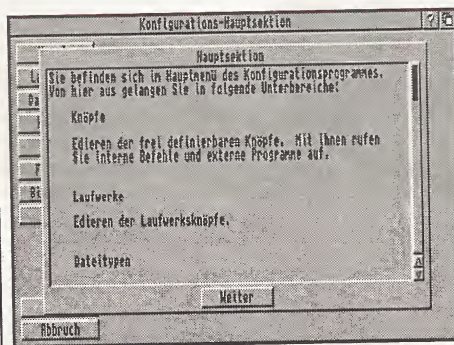 Konfigurations-Hauptsektion
Hauptsektion
Sie befinden sich im Hauptmenü des Konfigurationsprogrammes.
Von hier aus gelangen Sie in folgende Unterbereiche:
Knöpfe
Edieren der frei definierbaren Knöpfe. Mit ihnen rufen
Sie interne Befehle und externe Programme auf.
Laufwerke
Edieren der Laufwerksknöpfe.
Dateitypen
Weiter
Abbruch